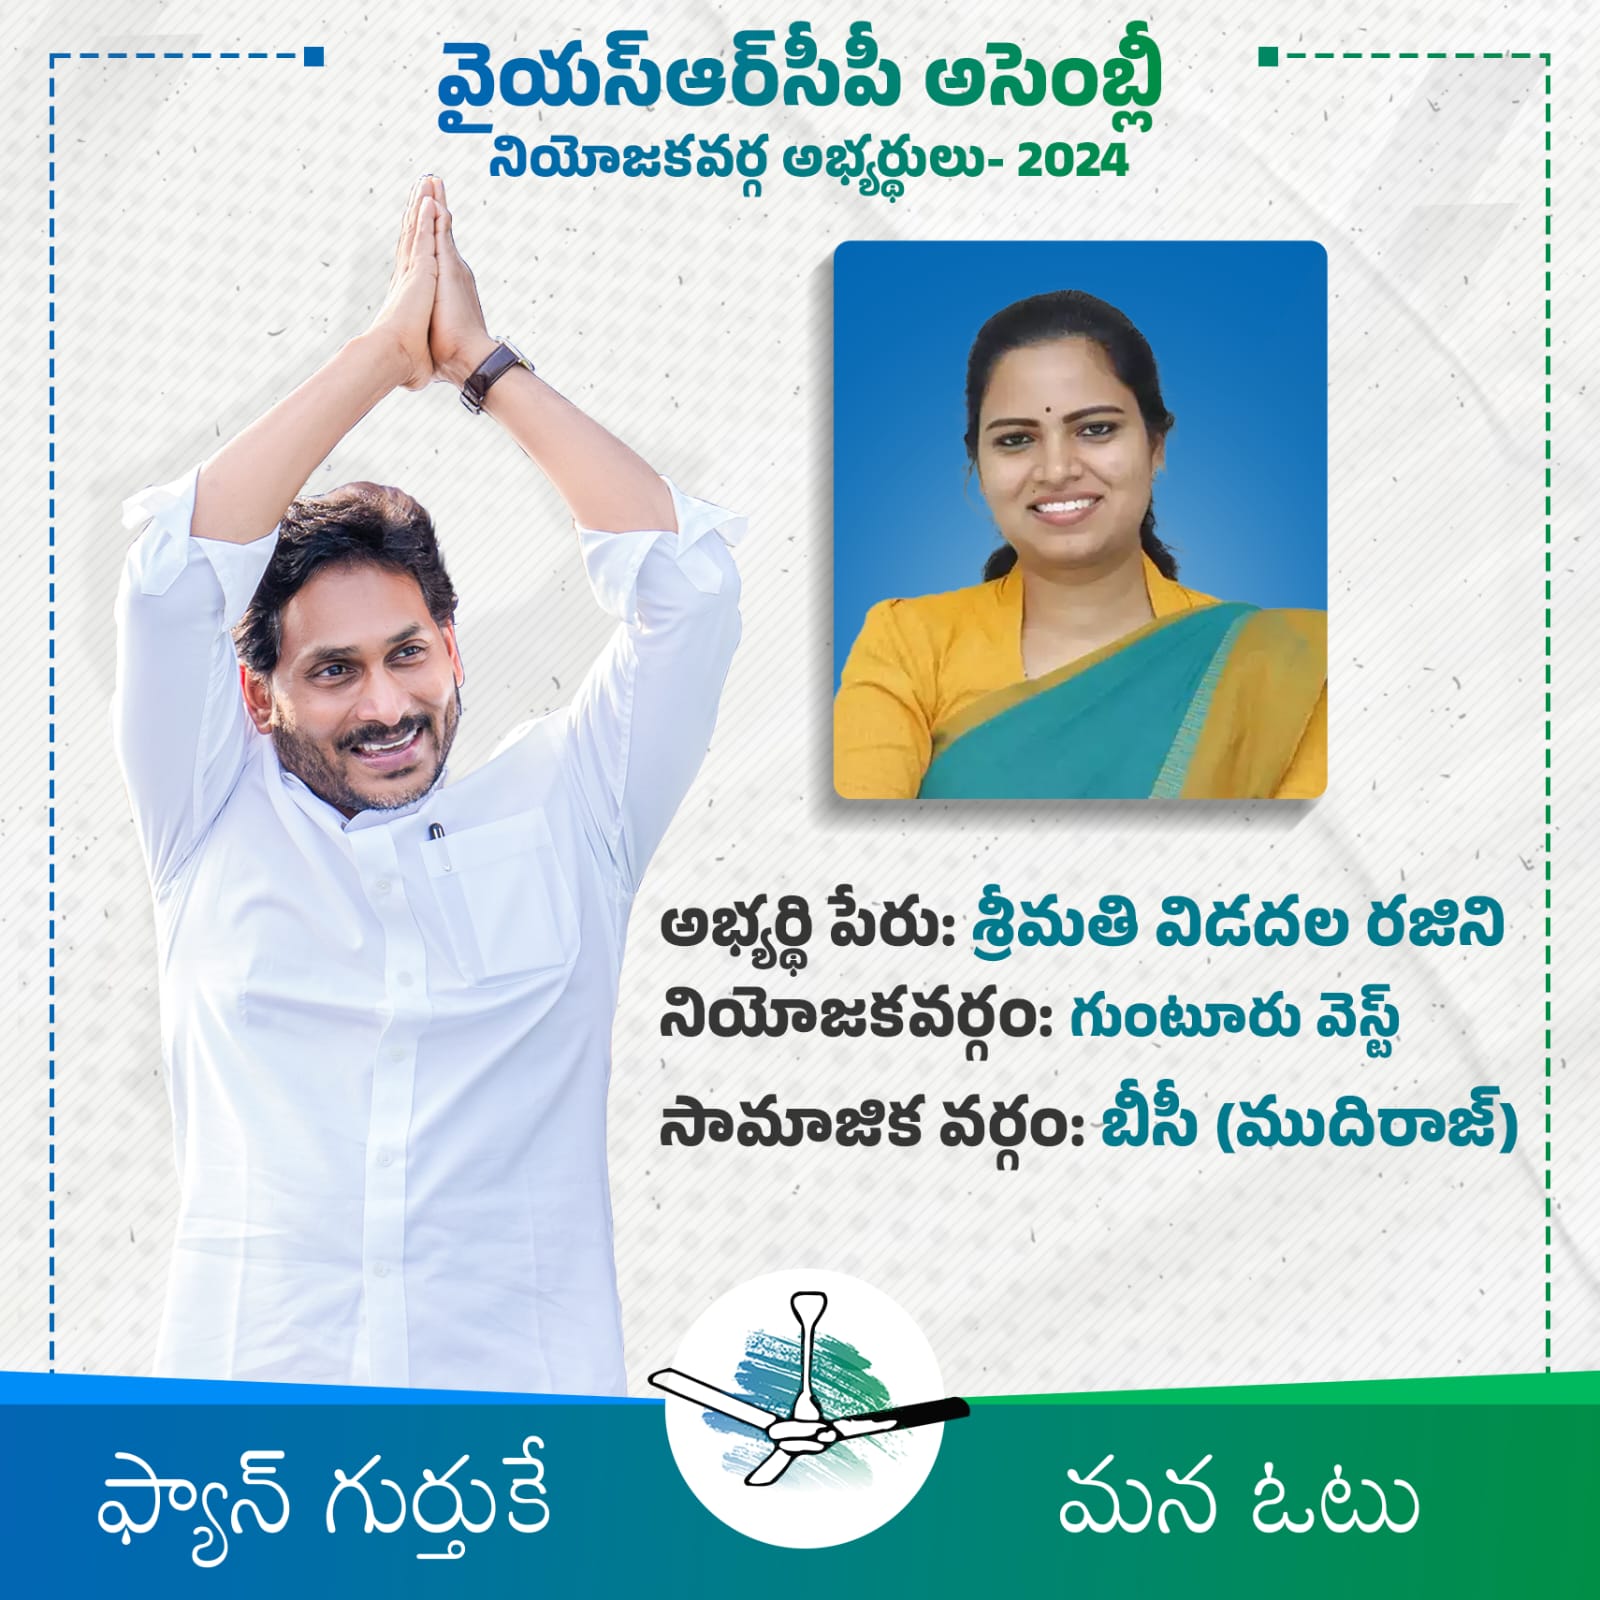 వైయస్ఆర్‌సీపీ అసెంబ్లీ
నియోజకవర్గ అభ్యర్థులు- 2024
అభ్యర్థి పేరు: శ్రీమతి విడదల రజిని
నియోజకవర్గం: గుంటూరు వెస్ట్
సామాజిక వర్గం: బీసీ (ముదిరాజ్)
ఫ్యాన్ గుర్తుకే మన ఓటు